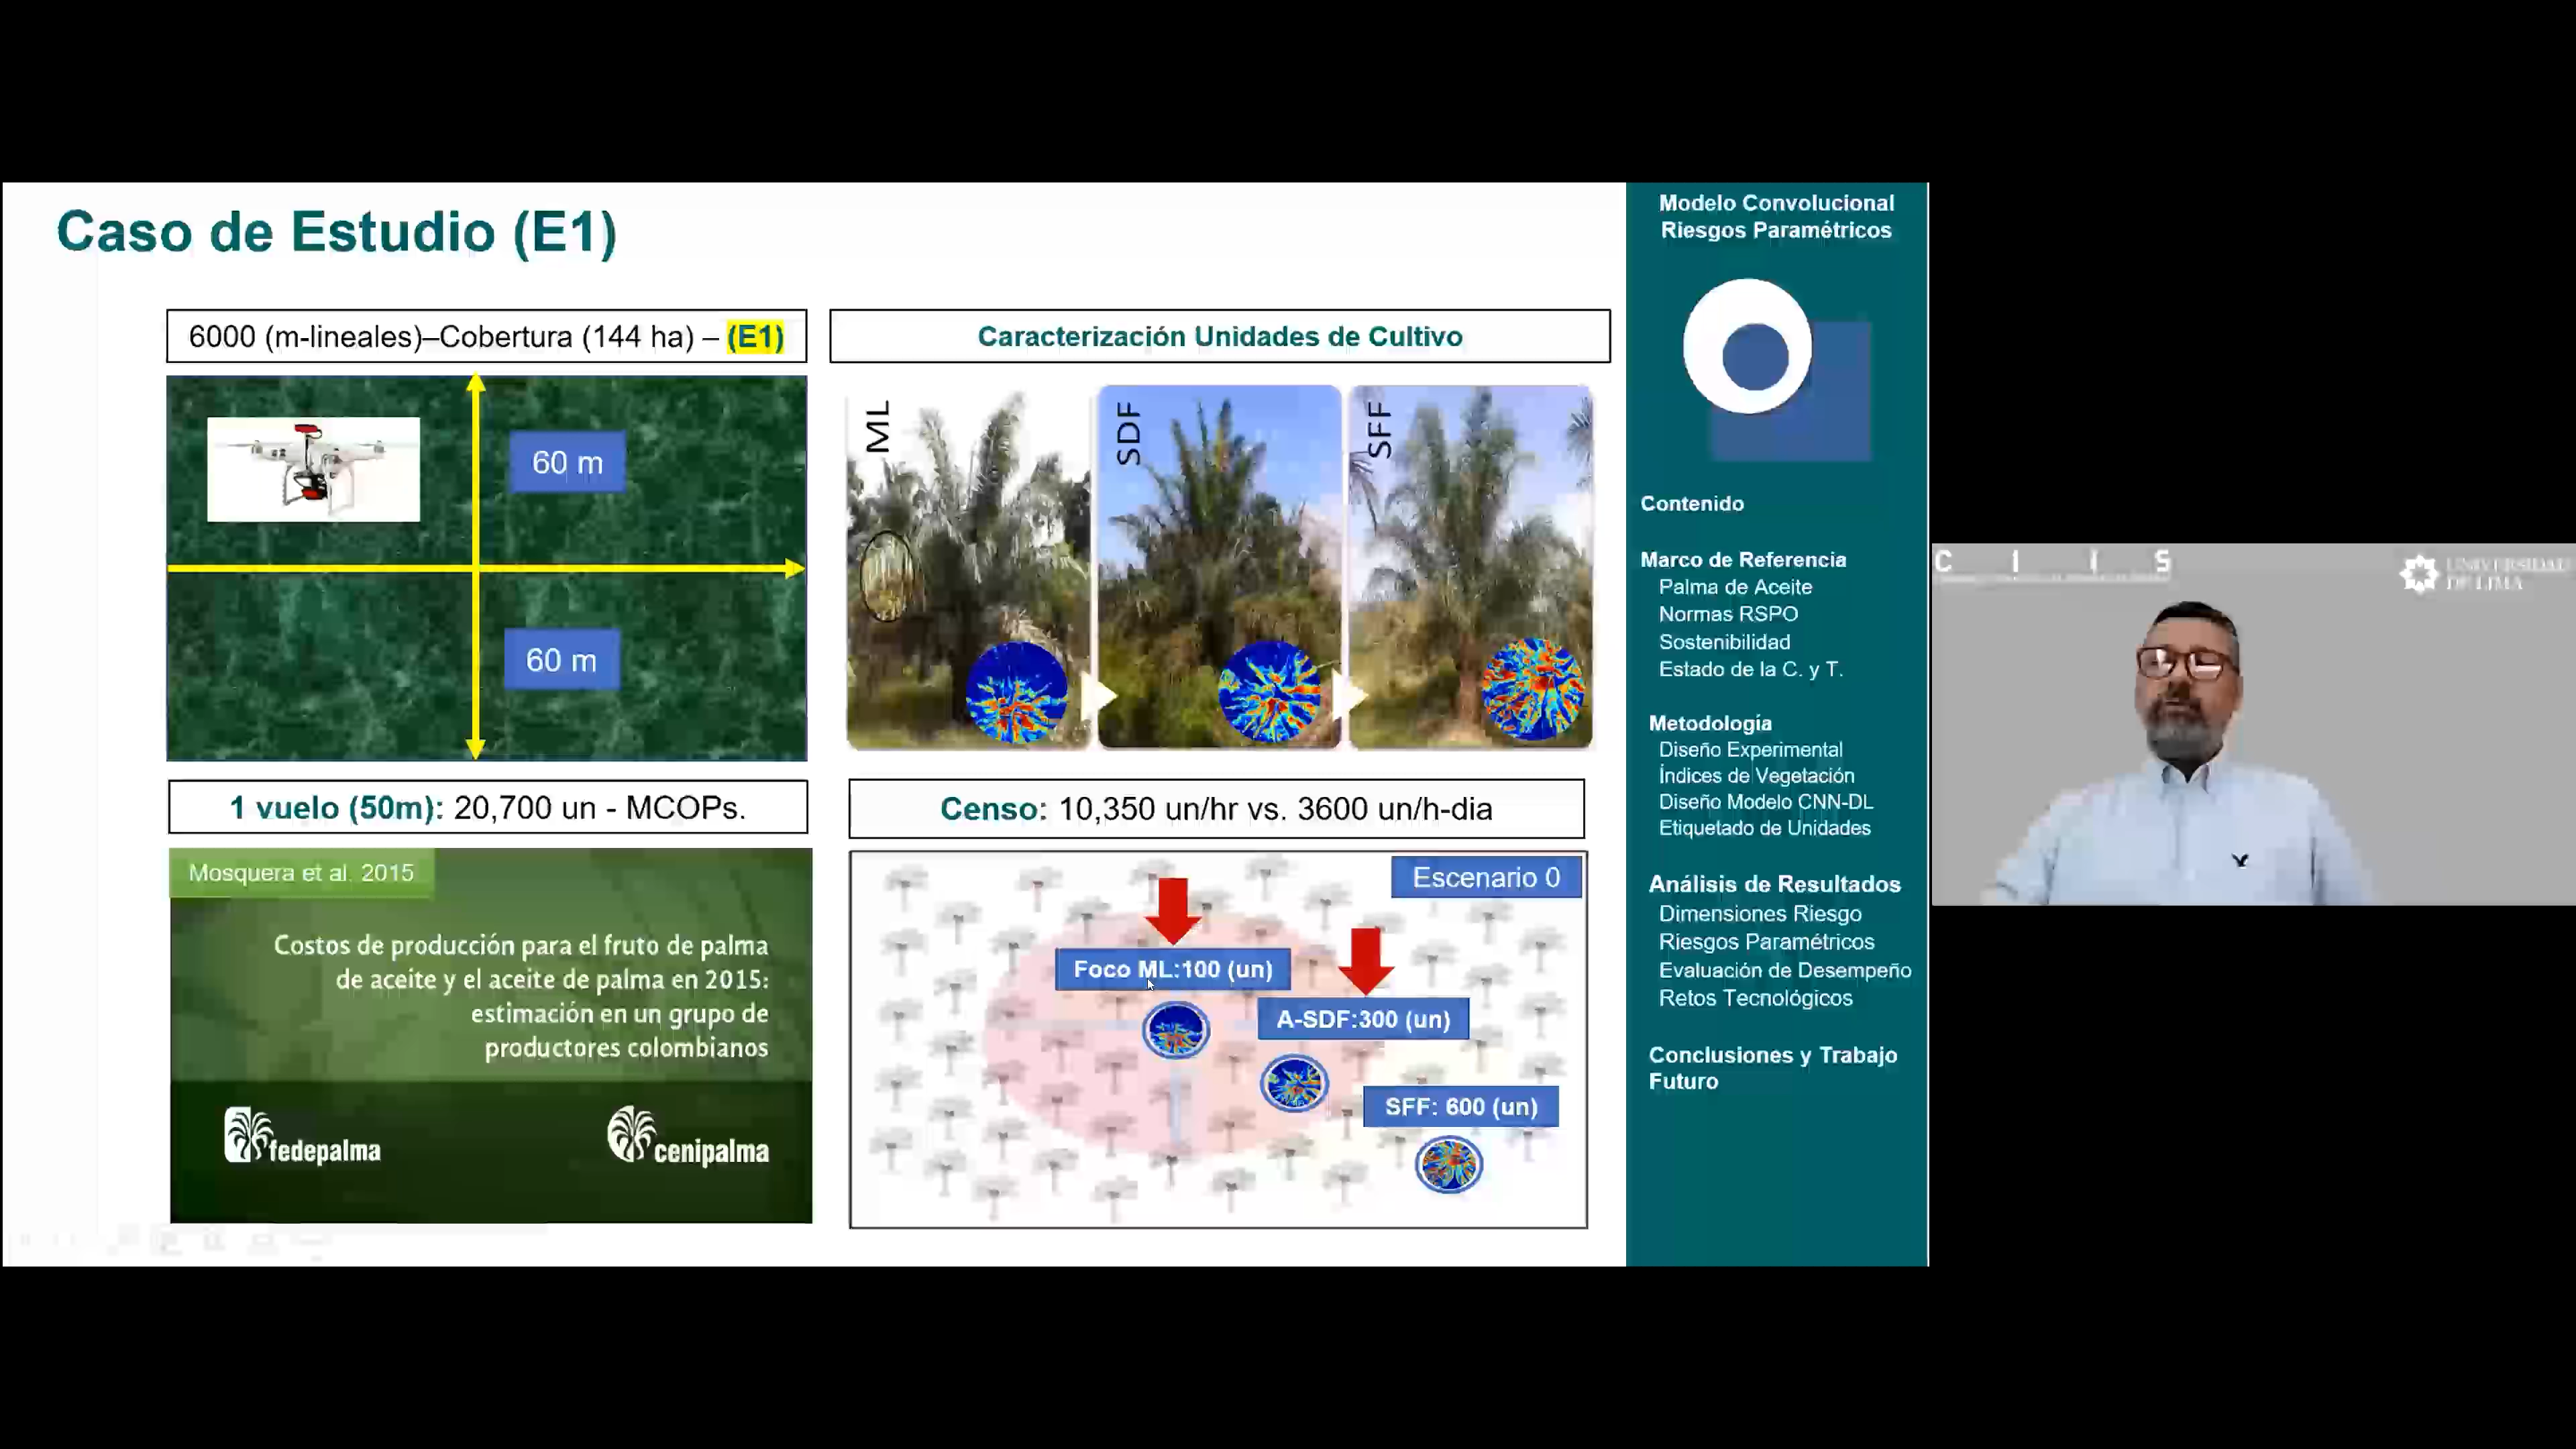 Caso de Estudio (E1)
6000 (m-lineales)–Cobertura (144 ha) – (E1)
60 m
60 m
Caracterización Unidades de Cultivo
ML
SDF
SFF
1 vuelo (50m): 20,700 un - MCOPs.
Mosquera et al. 2015
Costos de producción para el fruto de palma
de aceite y el aceite de palma en 2015:
estimación en un grupo de
productores colombianos
fedepalma
cenipalma
Censo: 10,350 un/hr vs. 3600 un/h-dia
Escenario 0
Foco ML:100 (un)
A-SDF:300 (un)
SFF: 600 (un)
Modelo Convolucional
Riesgos Paramétricos
Contenido
Marco de Referencia
Palma de Aceite
Normas RSPO
Sostenibilidad
Estado de la C. y T.
Metodología
Diseño Experimental
Índices de Vegetación
Diseño Modelo CNN-DL
Etiquetado de Unidades
Análisis de Resultados
Dimensiones Riesgo
Riesgos Paramétricos
Evaluación de Desempeño
Retos Tecnológicos
Conclusiones y Trabajo
Futuro
C I I S
UNIVERSIDAD
DE LIMA